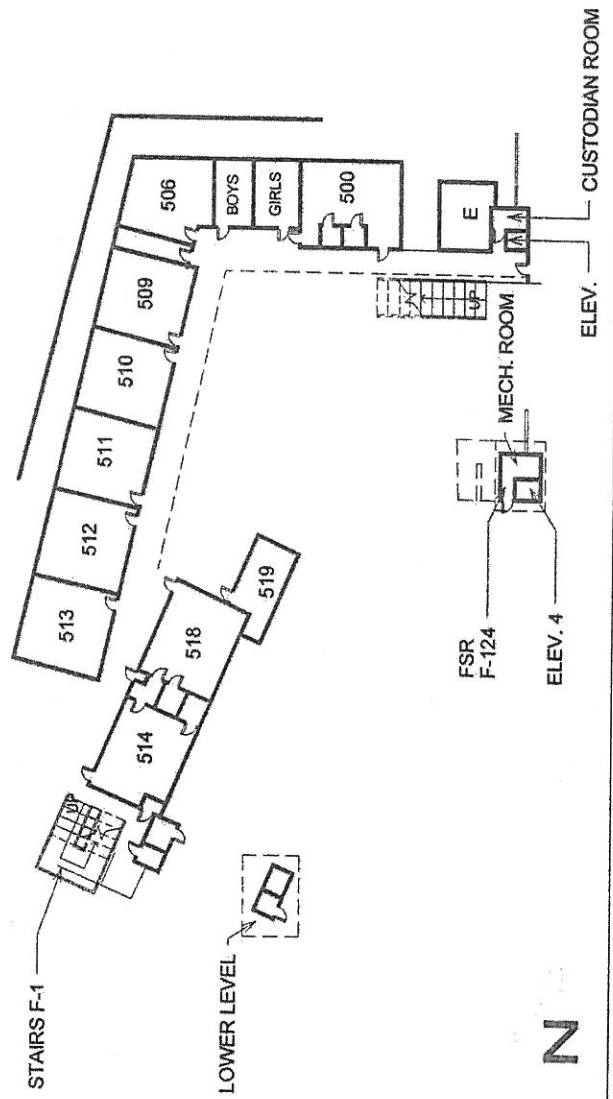 STAIRS F-1
UP
513
512
511
510
509
506
BOYS
GIRLS
500
514
518
519
E
UP
LOWER LEVEL
FSR
F-124
ELEV. 4
MECH. ROOM
ELEV.
CUSTODIAN ROOM
N